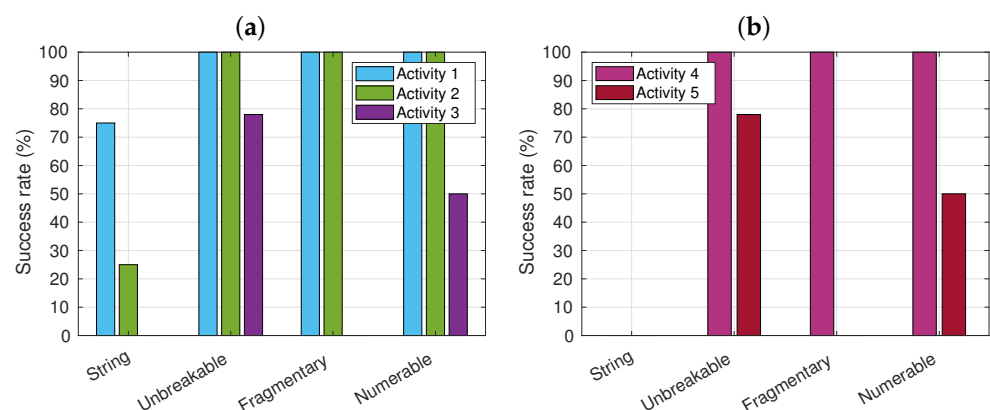 (a)
100
90
80
70
60
50
40
30
20
10
0
Success rate (%)
Activity 1
Activity 2
Activity 3
String
Unbreakable
Fragmentary
Numerable
(b)
100
90
80
70
60
50
40
30
20
10
0
Success rate (%)
Activity 4
Activity 5
String
Unbreakable
Fragmentary
Numerable